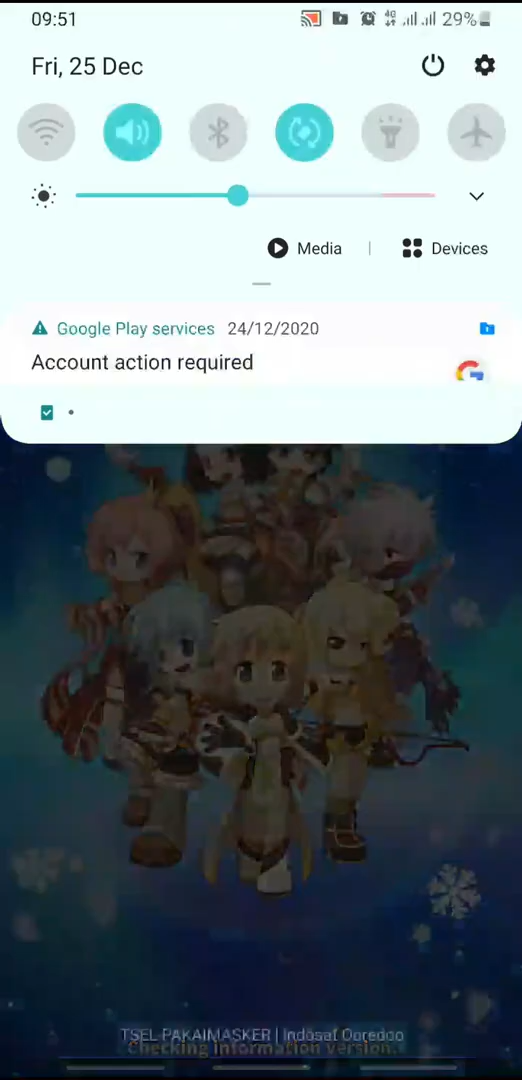 09:51
4G
29%
Fri, 25 Dec
Media | Devices
Google Play services 24/12/2020
Account action required
TSEL-PAKAIMASKER | Indosat Ooredoo
Checking information version.